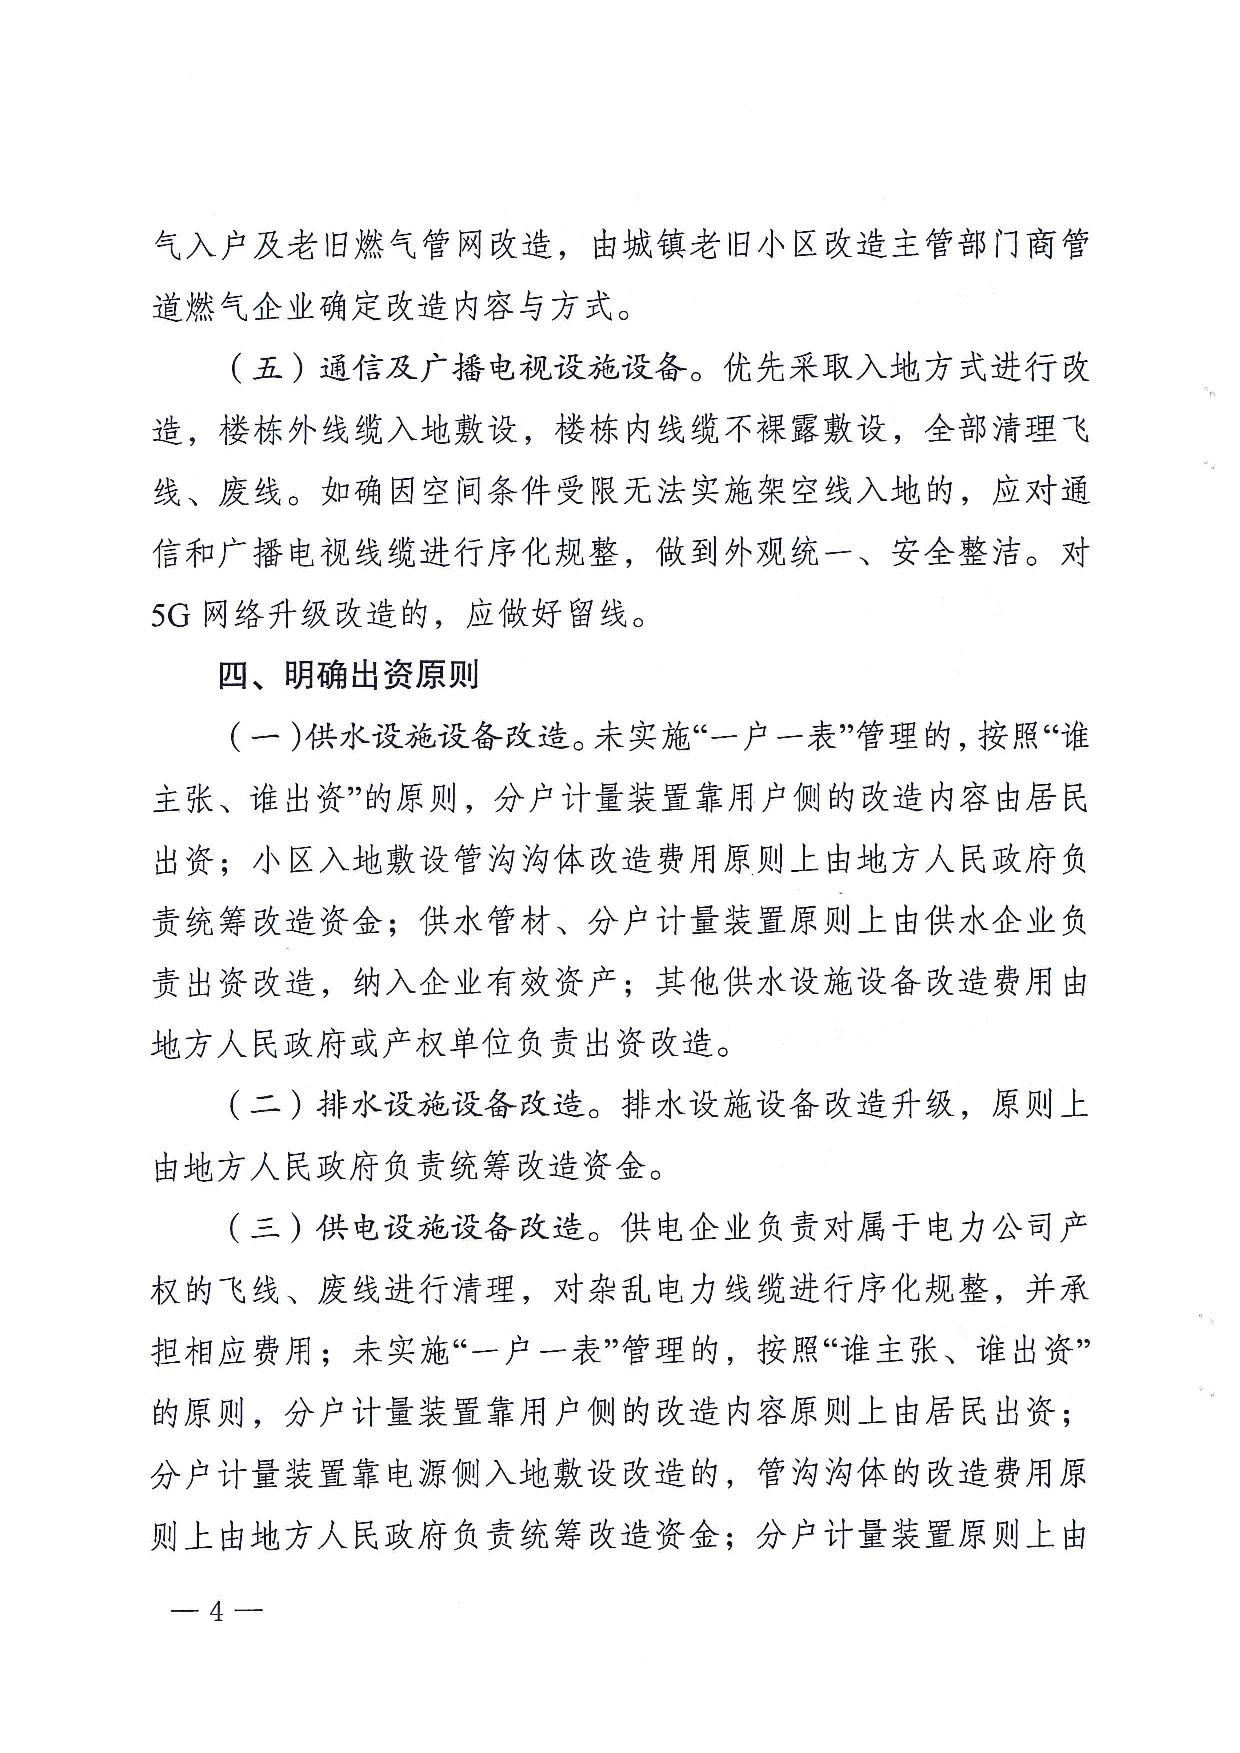 气入户及老旧燃气管网改造，由城镇老旧小区改造主管部门商管
道燃气企业确定改造内容与方式。
（五）通信及广播电视设施设备。优先采取入地方式进行改
造，楼栋外线缆入地敷设，楼栋内线缆不裸露敷设，全部清理飞
线、废线。如确因空间条件受限无法实施架空线入地的，应对通
信和广播电视线缆进行序化规整，做到外观统一、安全整洁。对
5G 网络升级改造的，应做好留线。
四、明确出资原则
（一）供水设施设备改造。未实施“一户一表”管理的，按照“谁
主张、谁出资”的原则，分户计量装置靠用户侧的改造内容由居民
出资；小区入地敷设管沟沟体改造费用原则上由地方人民政府负
责统筹改造资金；供水管材、分户计量装置原则上由供水企业负
责出资改造，纳入企业有效资产；其他供水设施设备改造费用由
地方人民政府或产权单位负责出资改造。
（二）排水设施设备改造。排水设施设备改造升级，原则上
由地方人民政府负责统筹改造资金。
（三）供电设施设备改造。供电企业负责对属于电力公司产
权的飞线、废线进行清理，对杂乱电力线缆进行序化规整，并承
担相应费用；未实施“一户一表”管理的，按照“谁主张、谁出资”
的原则，分户计量装置靠用户侧的改造内容原则上由居民出资；
分户计量装置靠电源侧入地敷设改造的，管沟沟体的改造费用原
则上由地方人民政府负责统筹改造资金；分户计量装置原则上由
— 4 —